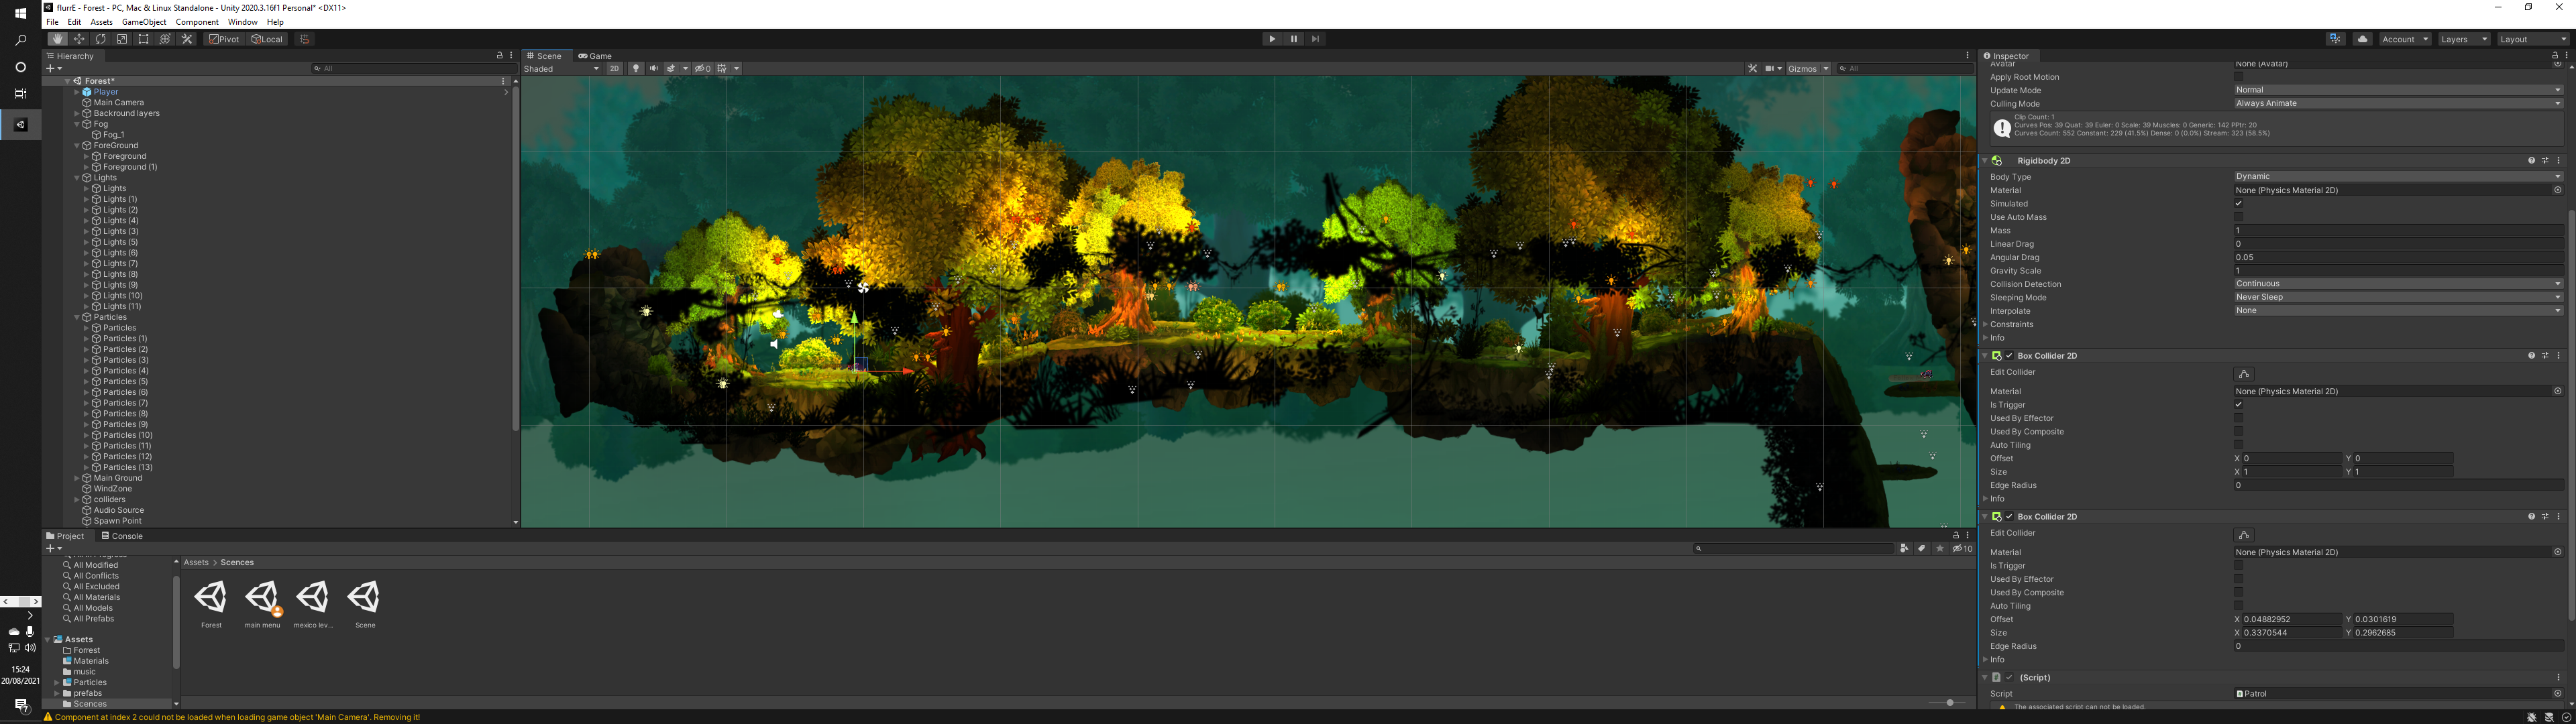 flurrE - Forest - PC, Mac & Linux Standalone - Unity 2020.3.16f1 Personal* <DX11>
File Edit Assets GameObject Component Window Help
Pivot Local
Account Layers Layout
Hierarchy
All
Forest*
Player
Main Camera
Backround layers
Fog
Fog_1
ForeGround
Foreground
Foreground (1)
Lights
Lights
Lights (1)
Lights (2)
Lights (4)
Lights (3)
Lights (5)
Lights (6)
Lights (7)
Lights (8)
Lights (9)
Lights (10)
Lights (11)
Particles
Particles
Particles (1)
Particles (2)
Particles (3)
Particles (4)
Particles (5)
Particles (6)
Particles (7)
Particles (8)
Particles (9)
Particles (10)
Particles (11)
Particles (12)
Particles (13)
Main Ground
WindZone
colliders
Audio Source
Spawn Point
Scene Game
Shaded 2D 0 Gizmos All
Inspector
Avatar None (Avatar)
Apply Root Motion
Update Mode Normal
Culling Mode Always Animate
Clip Count: 1
Curves Pos: 39 Quat: 39 Euler: 0 Scale: 39 Muscles: 0 Generic: 142 PPtr: 20
Curves Count: 552 Constant: 229 (41.5%) Dense: 0 (0.0%) Stream: 323 (58.5%)
Rigidbody 2D
Body Type Dynamic
Material None (Physics Material 2D)
Simulated
Use Auto Mass
Mass 1
Linear Drag 0
Angular Drag 0.05
Gravity Scale 1
Collision Detection Continuous
Sleeping Mode Never Sleep
Interpolate None
Constraints
Info
Box Collider 2D
Edit Collider
Material None (Physics Material 2D)
Is Trigger
Used By Effector
Used By Composite
Auto Tiling
Offset X 0 Y 0
Size X 1 Y 1
Edge Radius 0
Info
Box Collider 2D
Edit Collider
Material None (Physics Material 2D)
Is Trigger
Used By Effector
Used By Composite
Auto Tiling
Offset X 0.04882952 Y 0.0301619
Size X 0.3370544 Y 0.2962685
Edge Radius 0
Info
(Script)
Script Patrol
The associated script can not be loaded.
Project Console
10
All Modified
All Conflicts
All Excluded
All Materials
All Models
All Prefabs
Assets
Forrest
Materials
music
Particles
prefabs
Scences
Assets > Scences
Forest main menu mexico lev... Scene
15:24
20/08/2021
7
Component at index 2 could not be loaded when loading game object 'Main Camera'. Removing it!